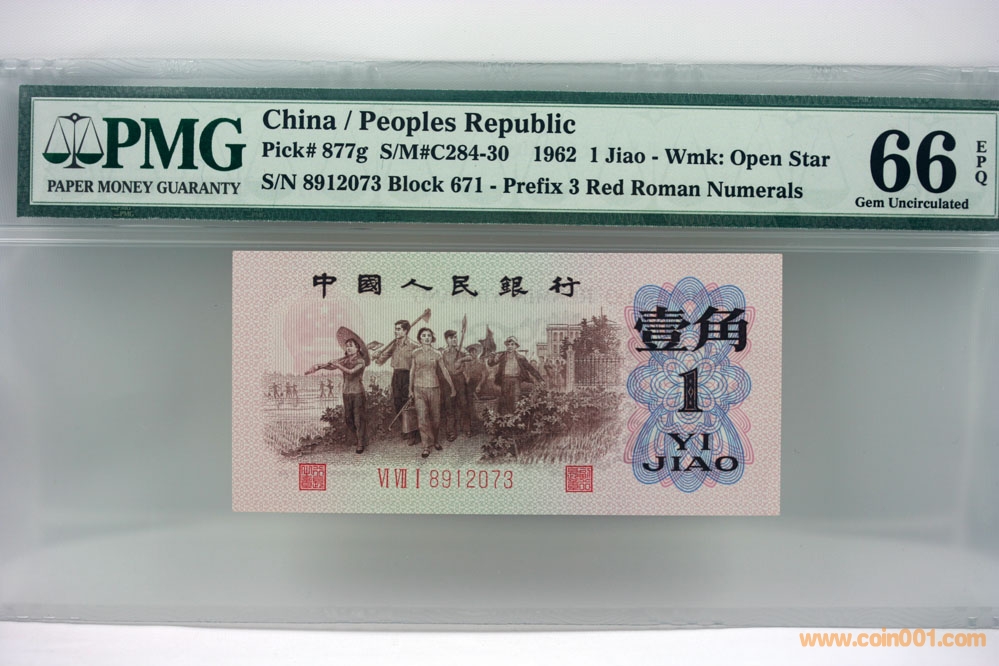 PMG
PAPER MONEY GUARANTY
China / Peoples Republic
Pick# 877g S/M#C284-30 1962 1 Jiao - Wmk: Open Star
S/N 8912073 Block 671 - Prefix 3 Red Roman Numerals
66
EPQ
Gem Uncirculated
中國人民銀行
壹角
1
YI
JIAO
VI VII I 8912073
www.coin001.com